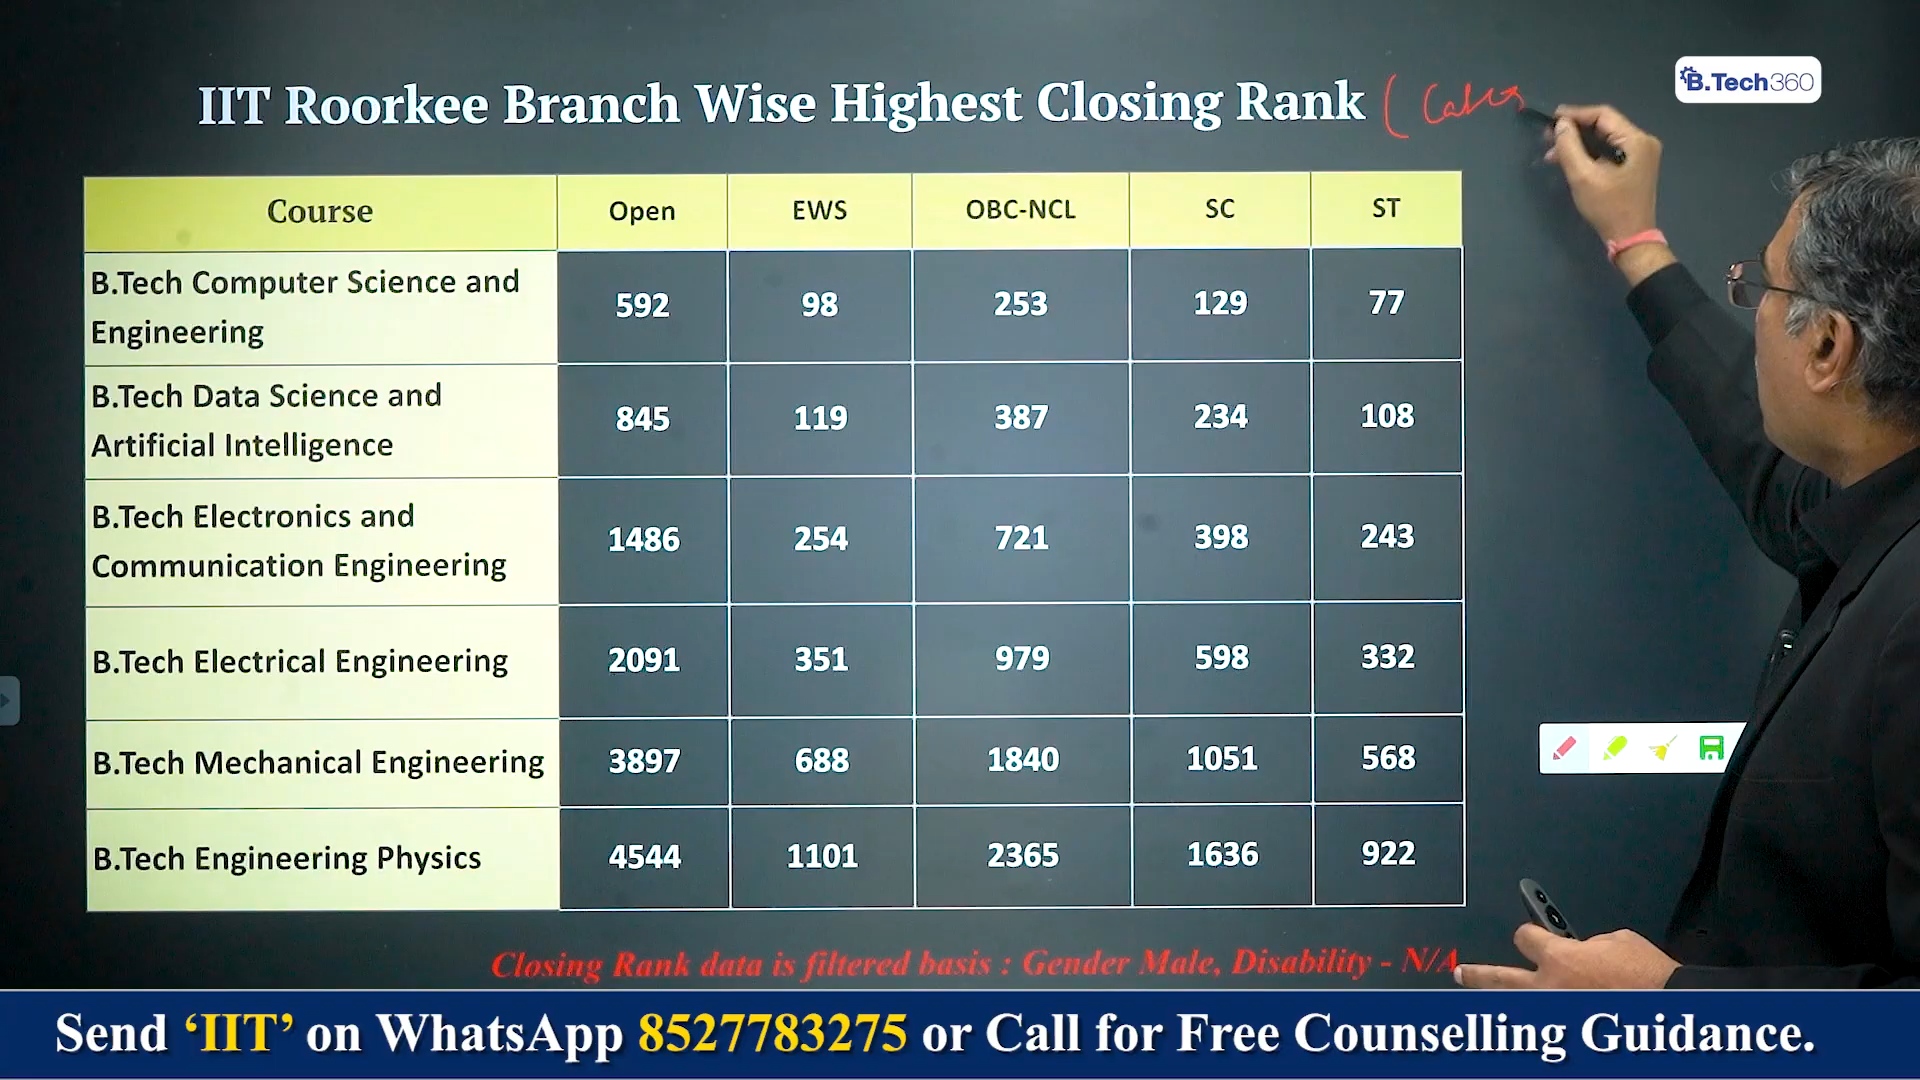 B.Tech360
IIT Roorkee Branch Wise Highest Closing Rank (
Course Open EWS OBC-NCL SC ST
B.Tech Computer Science and
Engineering
592 98 253 129 77
B.Tech Data Science and
Artificial Intelligence
845 119 387 234 108
B.Tech Electronics and
Communication Engineering
1486 254 721 398 243
B.Tech Electrical Engineering 2091 351 979 598 332
B.Tech Mechanical Engineering 3897 688 1840 1051 568
B.Tech Engineering Physics 4544 1101 2365 1636 922
Closing Rank data is filtered basis : Gender Male, Disability - N/A
Send ‘IIT’ on WhatsApp 8527783275 or Call for Free Counselling Guidance.